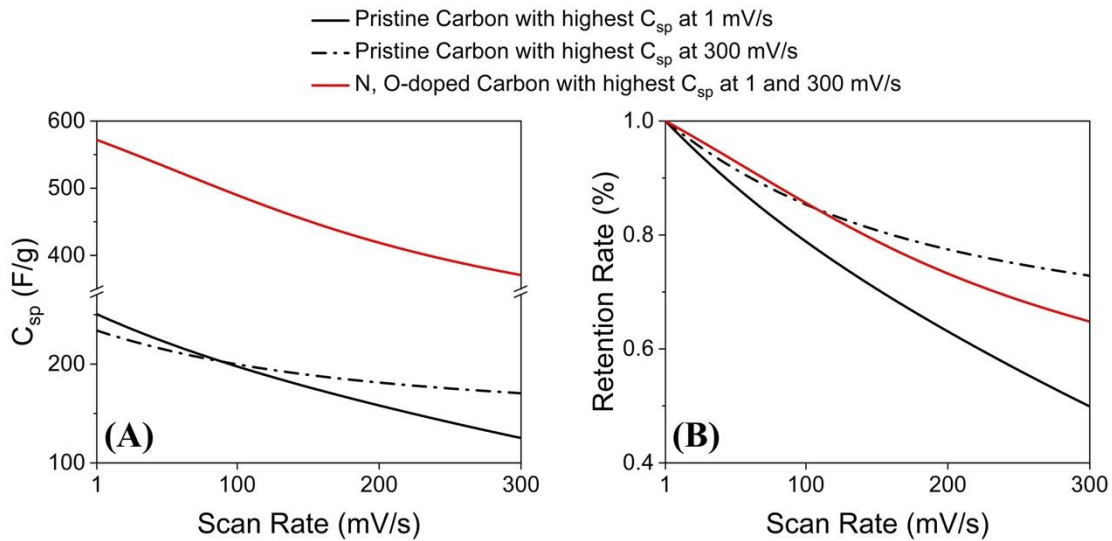 Pristine Carbon with highest Csp at 1 mV/s
Pristine Carbon with highest Csp at 300 mV/s
N, O-doped Carbon with highest Csp at 1 and 300 mV/s
600
500
400
200
100
Csp (F/g)
(A)
1
100
200
300
Scan Rate (mV/s)
1.0
0.8
0.6
0.4
Retention Rate (%)
(B)
1
100
200
300
Scan Rate (mV/s)